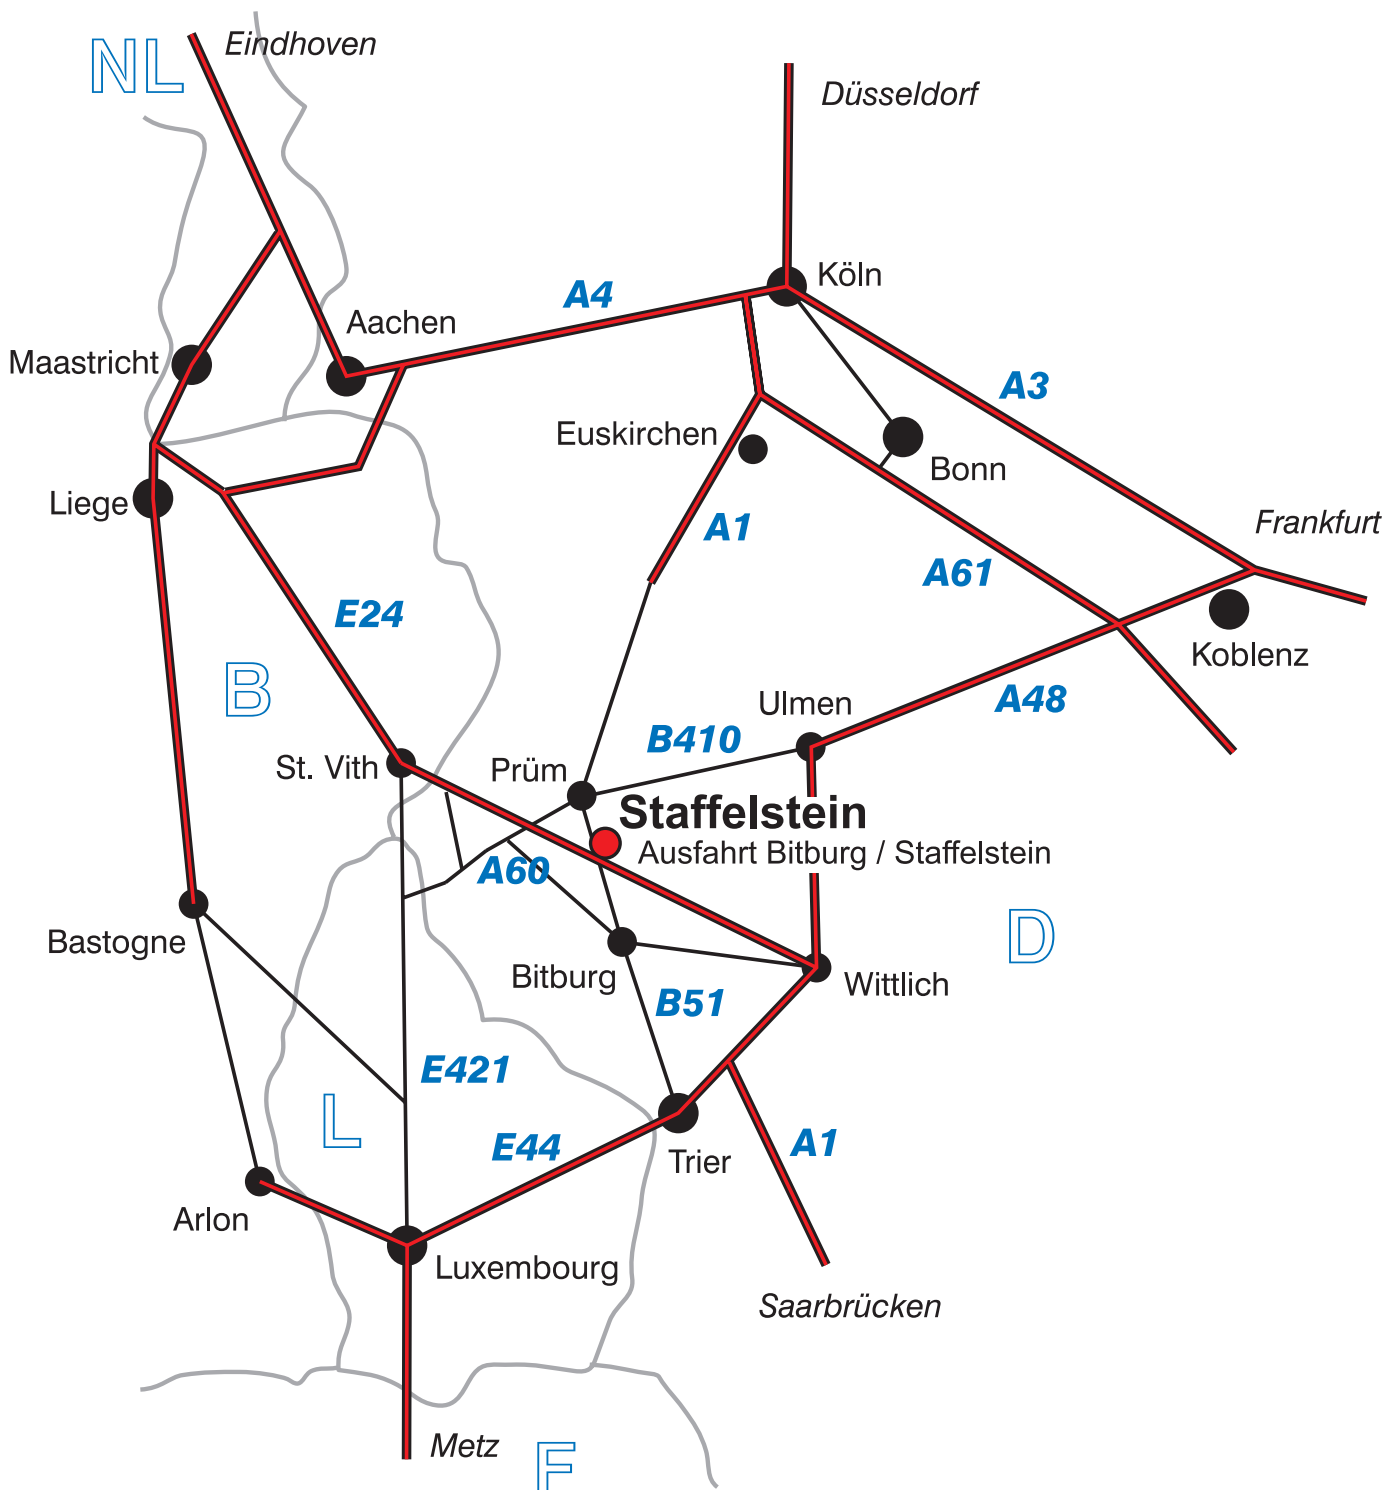 NL
Eindhoven
Düsseldorf
Köln
A4
Aachen
Maastricht
A3
Euskirchen
Bonn
Liege
A1
Frankfurt
A61
E24
Koblenz
B
A48
Ulmen
B410
St. Vith
Prüm
Staffelstein
Ausfahrt Bitburg / Staffelstein
A60
D
Bastogne
Bitburg
Wittlich
B51
E421
L
E44
A1
Trier
Arlon
Luxembourg
Saarbrücken
Metz
F